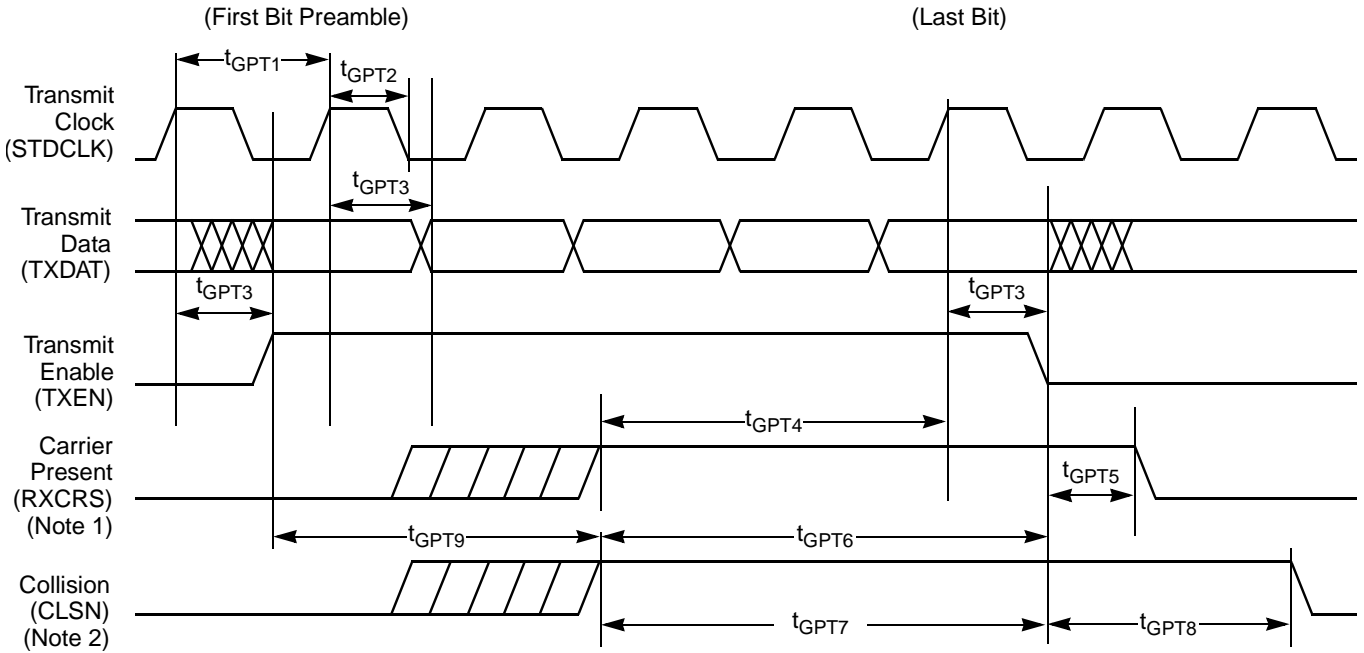 (First Bit Preamble)
(Last Bit)
tGPT1
tGPT2
Transmit
Clock
(STDCLK)
tGPT3
Transmit
Data
(TXDAT)
tGPT3
tGPT3
Transmit
Enable
(TXEN)
tGPT4
Carrier
Present
(RXCRS)
(Note 1)
tGPT5
tGPT9
tGPT6
Collision
(CLSN)
(Note 2)
tGPT7
tGPT8